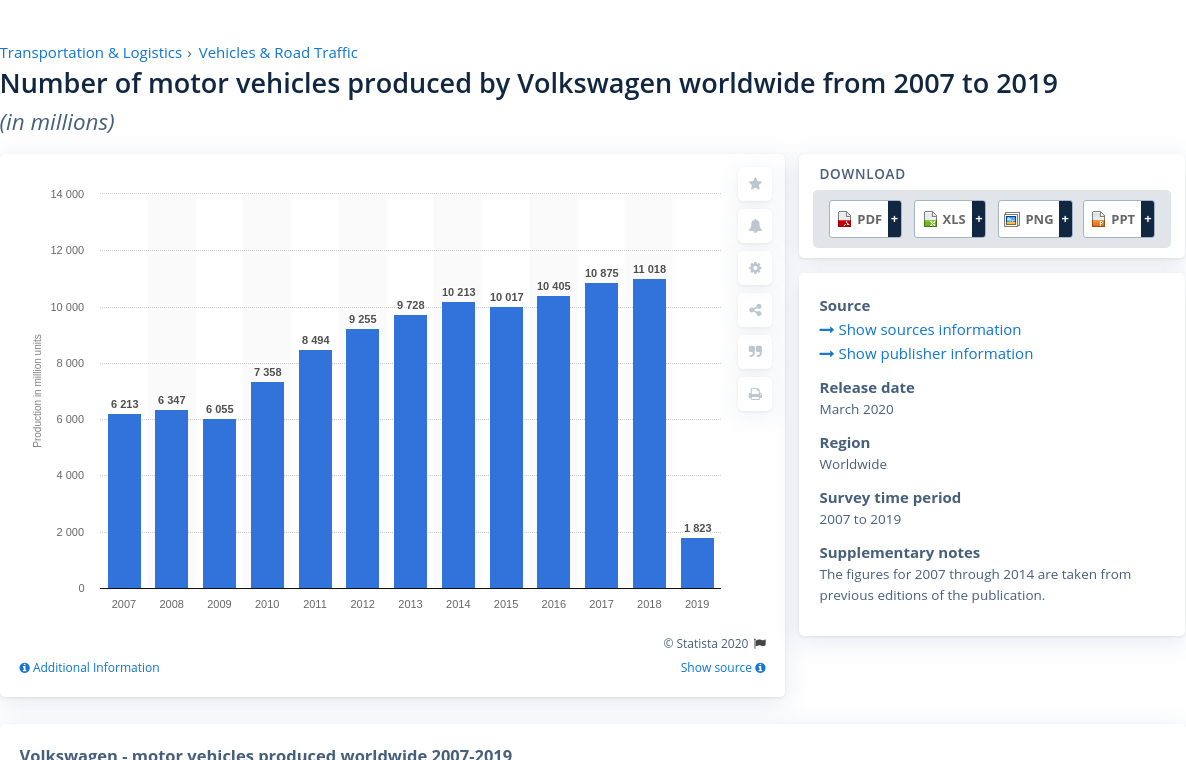 Transportation & Logistics › Vehicles & Road Traffic
Number of motor vehicles produced by Volkswagen worldwide from 2007 to 2019
(in millions)
14 000
12 000
10 000
8 000
6 000
4 000
2 000
0
Production in million units
6 213
6 347
6 055
7 358
8 494
9 255
9 728
10 213
10 017
10 405
10 875
11 018
1 823
2007 2008 2009 2010 2011 2012 2013 2014 2015 2016 2017 2018 2019
© Statista 2020
Additional Information
Show source
DOWNLOAD
PDF + XLS + PNG + PPT +
Source
Show sources information
Show publisher information
Release date
March 2020
Region
Worldwide
Survey time period
2007 to 2019
Supplementary notes
The figures for 2007 through 2014 are taken from
previous editions of the publication.
Volkswagen - motor vehicles produced worldwide 2007-2019